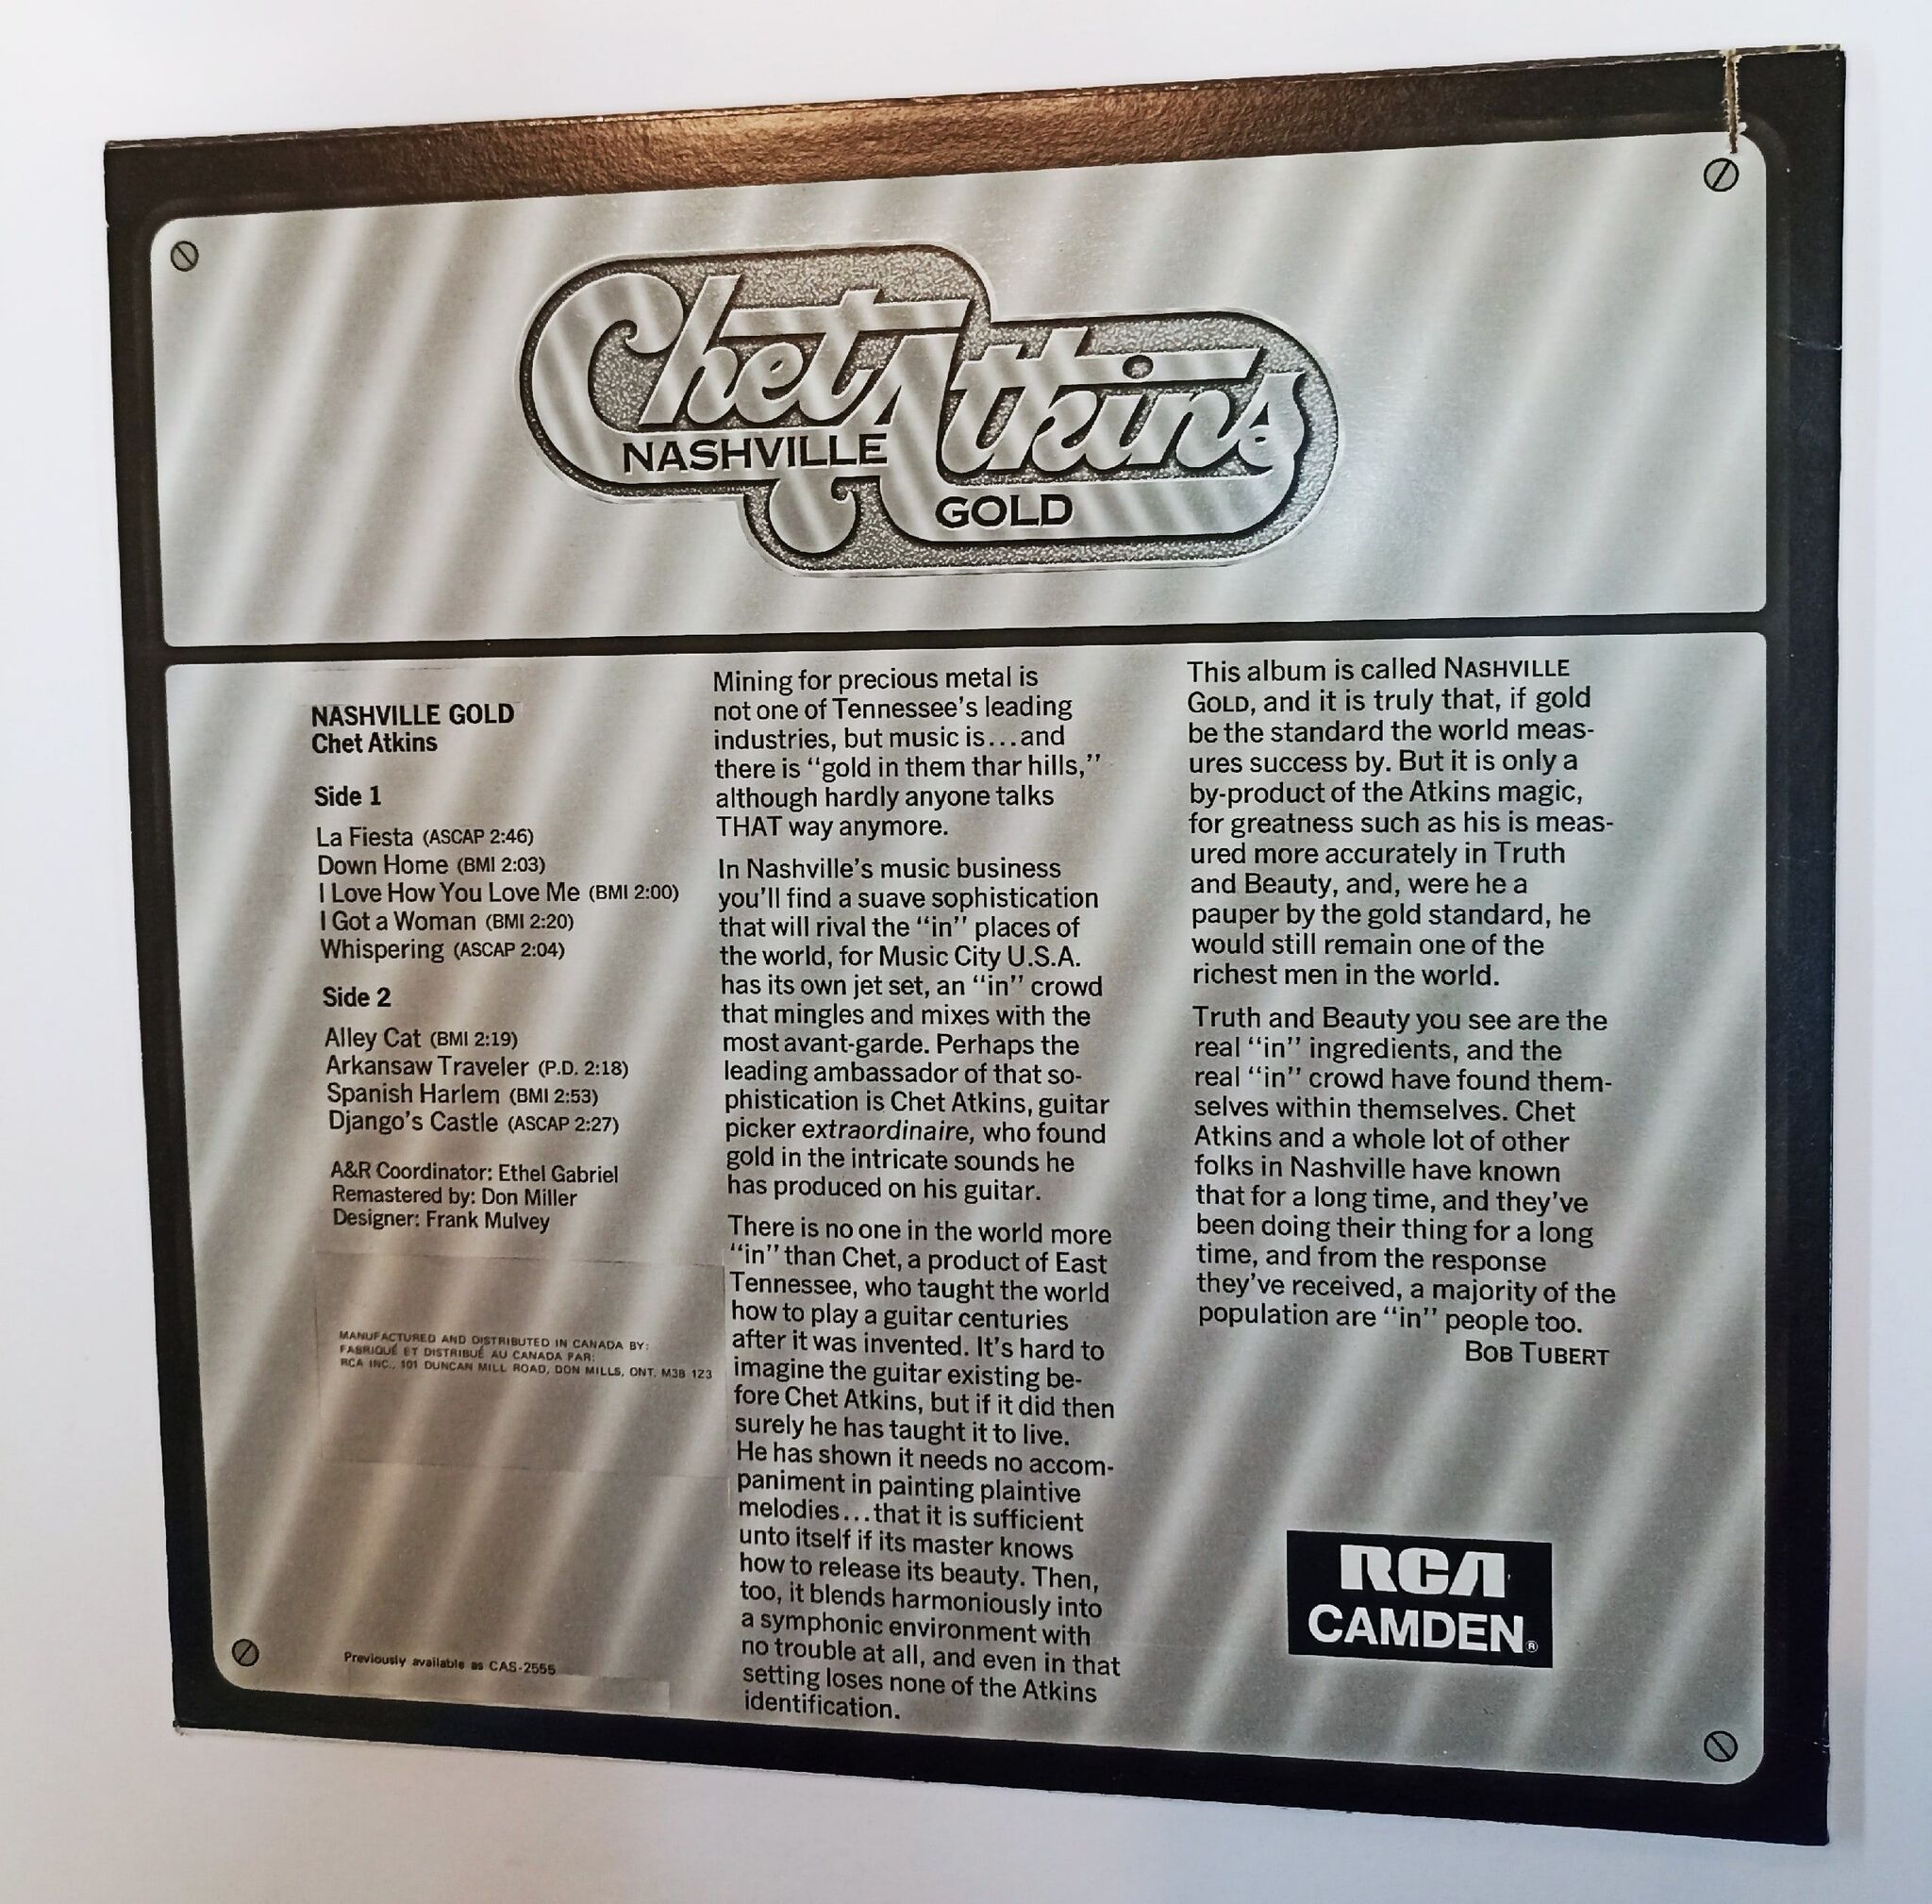 Chet Atkins
NASHVILLE
GOLD
NASHVILLE GOLD
Chet Atkins
Side 1
La Fiesta (ASCAP 2:46)
Down Home (BMI 2:03)
I Love How You Love Me (BMI 2:00)
I Got a Woman (BMI 2:20)
Whispering (ASCAP 2:04)
Side 2
Alley Cat (BMI 2:19)
Arkansaw Traveler (P.D. 2:18)
Spanish Harlem (BMI 2:53)
Django's Castle (ASCAP 2:27)
A&R Coordinator: Ethel Gabriel
Remastered by: Don Miller
Designer: Frank Mulvey
MANUFACTURED AND DISTRIBUTED IN CANADA BY:
FABRIQUÉ ET DISTRIBUÉ AU CANADA PAR:
RCA INC., 101 DUNCAN MILL ROAD, DON MILLS, ONT. M3B 1Z3
Previously available as CAS-2555
Mining for precious metal is
not one of Tennessee's leading
industries, but music is...and
there is "gold in them thar hills,"
although hardly anyone talks
THAT way anymore.
In Nashville's music business
you'll find a suave sophistication
that will rival the "in" places of
the world, for Music City U.S.A.
has its own jet set, an "in" crowd
that mingles and mixes with the
most avant-garde. Perhaps the
leading ambassador of that so-
phistication is Chet Atkins, guitar
picker extraordinaire, who found
gold in the intricate sounds he
has produced on his guitar.
There is no one in the world more
"in" than Chet, a product of East
Tennessee, who taught the world
how to play a guitar centuries
after it was invented. It's hard to
imagine the guitar existing be-
fore Chet Atkins, but if it did then
surely he has taught it to live.
He has shown it needs no accom-
paniment in painting plaintive
melodies...that it is sufficient
unto itself if its master knows
how to release its beauty. Then,
too, it blends harmoniously into
a symphonic environment with
no trouble at all, and even in that
setting loses none of the Atkins
identification.
This album is called NASHVILLE
GOLD, and it is truly that, if gold
be the standard the world meas-
ures success by. But it is only a
by-product of the Atkins magic,
for greatness such as his is meas-
ured more accurately in Truth
and Beauty, and, were he a
pauper by the gold standard, he
would still remain one of the
richest men in the world.
Truth and Beauty you see are the
real "in" ingredients, and the
real "in" crowd have found them-
selves within themselves. Chet
Atkins and a whole lot of other
folks in Nashville have known
that for a long time, and they've
been doing their thing for a long
time, and from the response
they've received, a majority of the
population are "in" people too.
BOB TUBERT
RCA
CAMDEN®